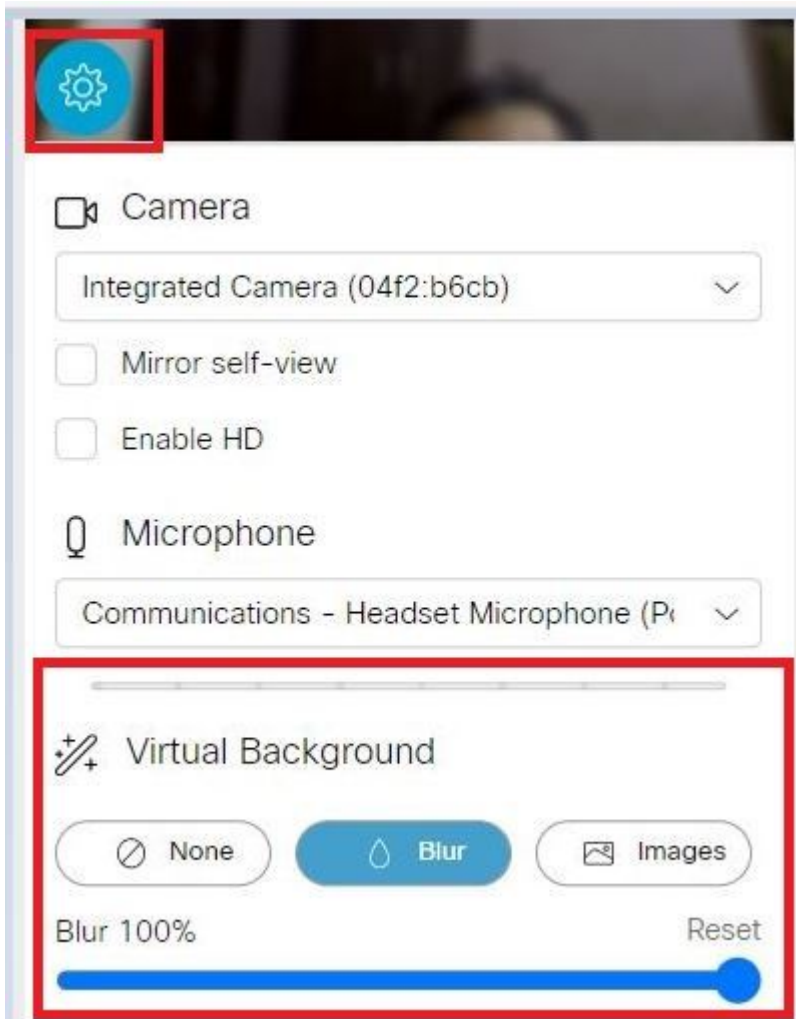 Camera
Integrated Camera (04f2:b6cb)
Mirror self-view
Enable HD
Microphone
Communications - Headset Microphone (Po
Virtual Background
None Blur Images
Blur 100% Reset